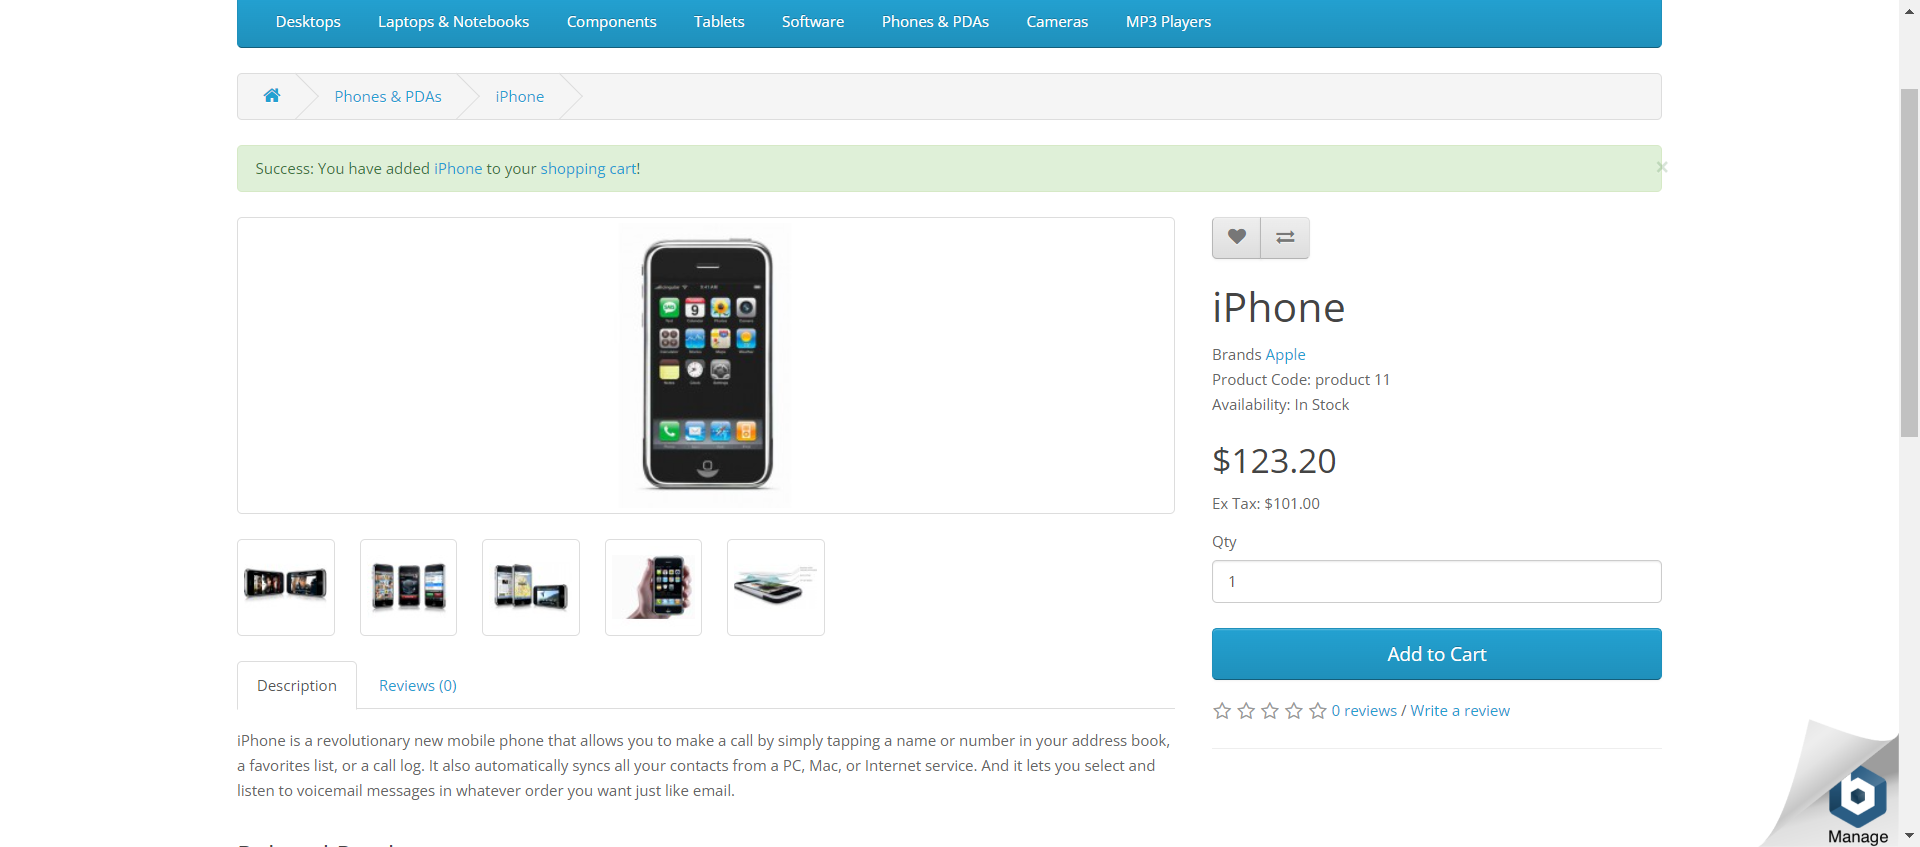 Desktops Laptops & Notebooks Components Tablets Software Phones & PDAs Cameras MP3 Players
Phones & PDAs iPhone
Success: You have added iPhone to your shopping cart!
×
iPhone
Brands Apple
Product Code: product 11
Availability: In Stock
$123.20
Ex Tax: $101.00
Qty
1
Add to Cart
0 reviews / Write a review
Description Reviews (0)
iPhone is a revolutionary new mobile phone that allows you to make a call by simply tapping a name or number in your address book,
a favorites list, or a call log. It also automatically syncs all your contacts from a PC, Mac, or Internet service. And it lets you select and
listen to voicemail messages in whatever order you want just like email.
Manage